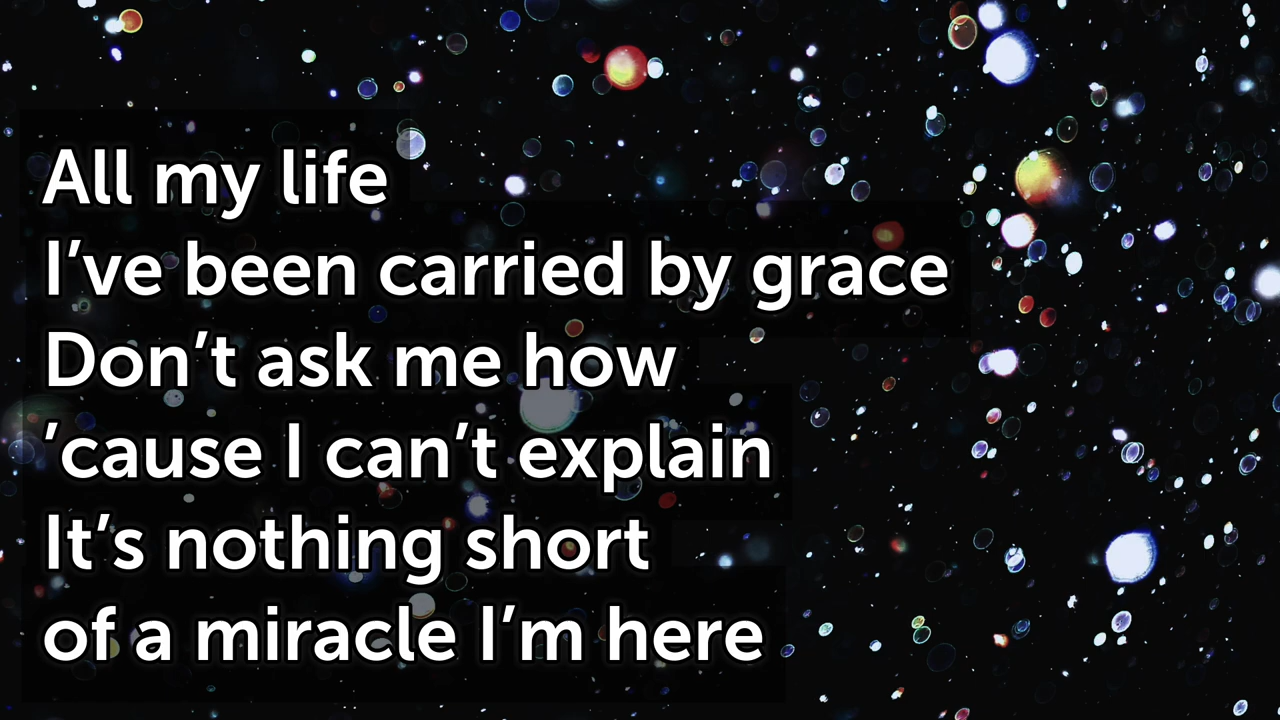 All my life
I’ve been carried by grace
Don’t ask me how
’cause I can’t explain
It’s nothing short
of a miracle I’m here